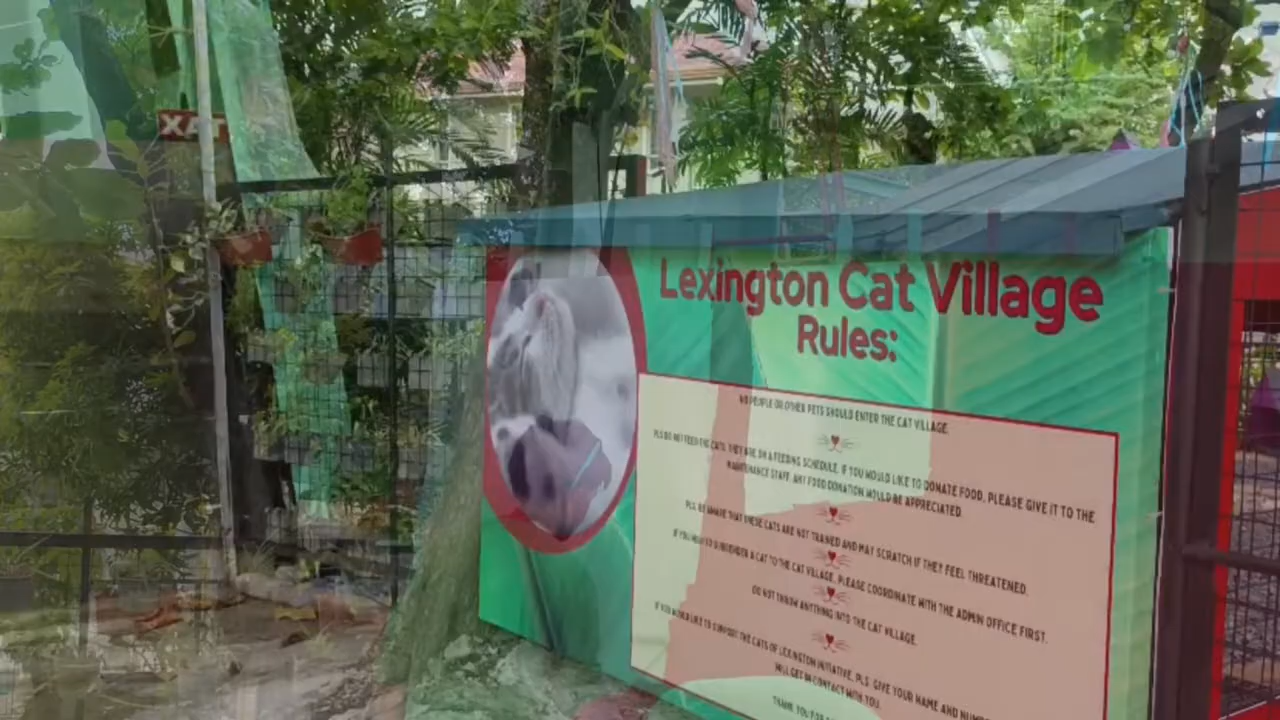 XAT
Lexington Cat Village
Rules:
NO PEOPLE OR OTHER PETS SHOULD ENTER THE CAT VILLAGE.
PLS DO NOT FEED THE CATS. THEY ARE ON A FEEDING SCHEDULE. IF YOU WOULD LIKE TO DONATE FOOD, PLEASE GIVE IT TO THE
MAINTENANCE STAFF. ANY FOOD DONATION WOULD BE APPRECIATED.
PLS BE AWARE THAT THESE CATS ARE NOT TRAINED AND MAY SCRATCH IF THEY FEEL THREATENED.
IF YOU NEED TO SURRENDER A CAT TO THE CAT VILLAGE, PLEASE COORDINATE WITH THE ADMIN OFFICE FIRST.
DO NOT THROW ANYTHING INTO THE CAT VILLAGE.
IF YOU WOULD LIKE TO SUPPORT THE CATS OF LEXINGTON INITIATIVE, PLS GIVE YOUR NAME AND
WILL GET IN CONTACT WITH YOU.
THANK YOU FOR